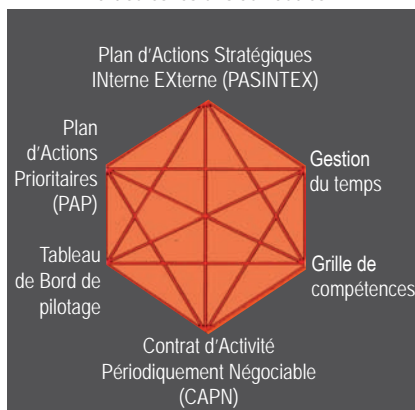 Plan d'Actions Stratégiques
INterne EXterne (PASINTEX)
Plan
d'Actions
Prioritaires
(PAP)
Gestion
du temps
Tableau
de Bord de
pilotage
Grille de
compétences
Contrat d'Activité
Périodiquement Négociable
(CAPN)